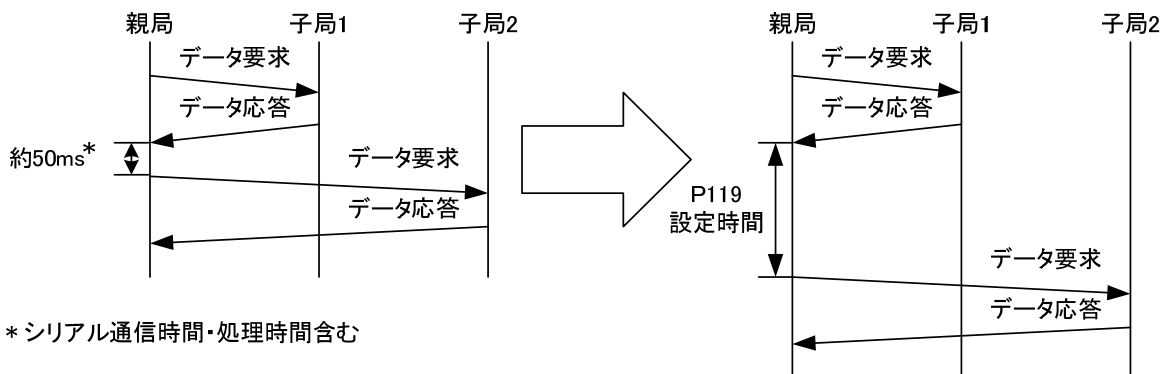 親局 子局1 子局2
データ要求
データ応答
約50ms*
データ要求
データ応答
*シリアル通信時間・処理時間含む
親局 子局1 子局2
データ要求
データ応答
P119
設定時間
データ要求
データ応答